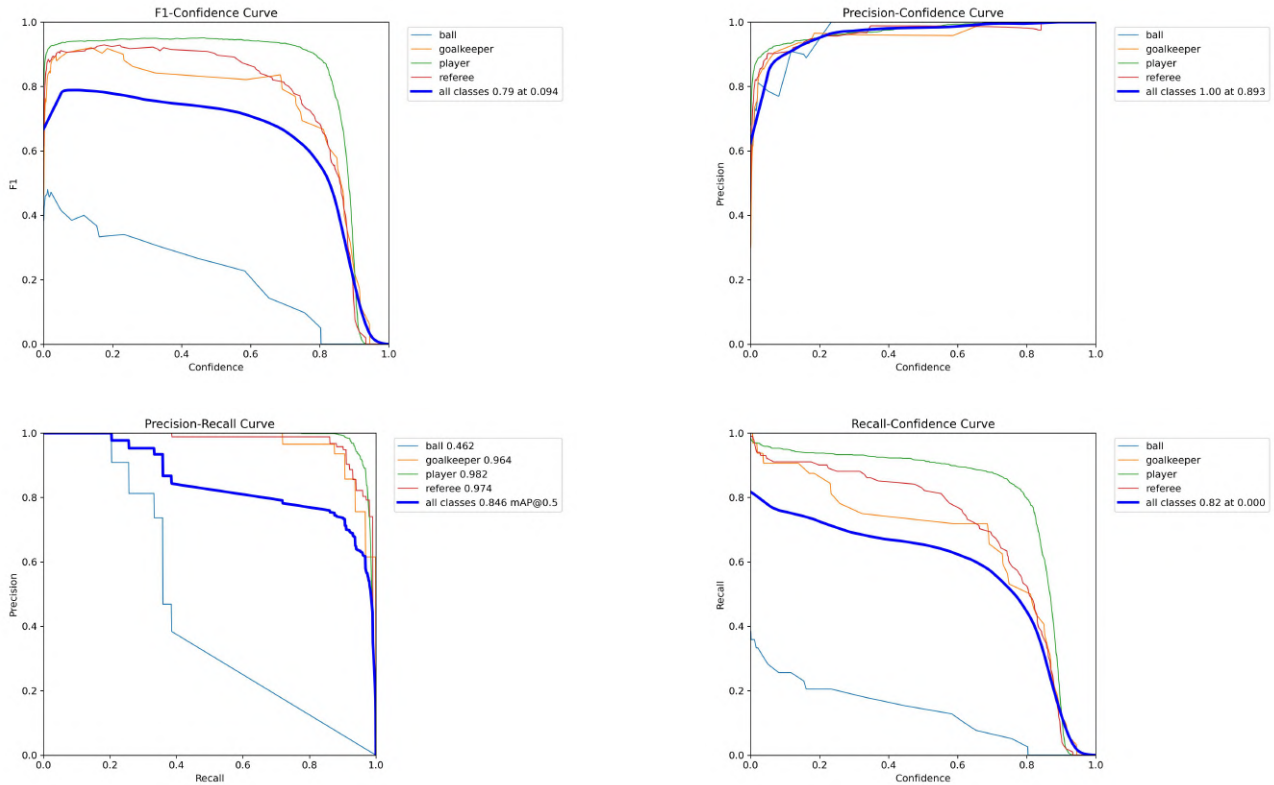 F1-Confidence Curve
1.0
0.8
0.6
0.4
0.2
0.0
F1
0.0 0.2 0.4 0.6 0.8 1.0
Confidence
ball
goalkeeper
player
referee
all classes 0.79 at 0.094
Precision-Confidence Curve
1.0
0.8
0.6
0.4
0.2
0.0
Precision
0.0 0.2 0.4 0.6 0.8 1.0
Confidence
ball
goalkeeper
player
referee
all classes 1.00 at 0.893
Precision-Recall Curve
1.0
0.8
0.6
0.4
0.2
0.0
Precision
0.0 0.2 0.4 0.6 0.8 1.0
Recall
ball 0.462
goalkeeper 0.964
player 0.982
referee 0.974
all classes 0.846 mAP@0.5
Recall-Confidence Curve
1.0
0.8
0.6
0.4
0.2
0.0
Recall
0.0 0.2 0.4 0.6 0.8 1.0
Confidence
ball
goalkeeper
player
referee
all classes 0.82 at 0.000